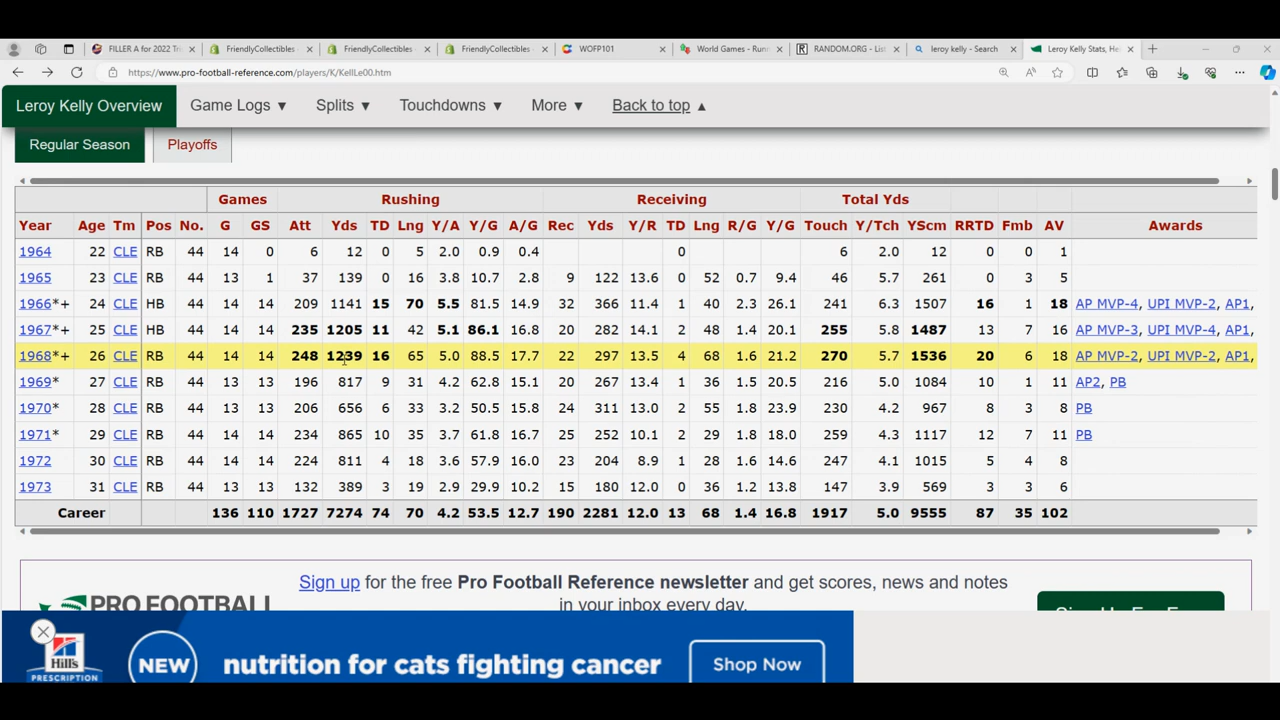 FILLER A for 2022 Tri FriendlyCollectibles FriendlyCollectibles FriendlyCollectibles WOFP101 World Games - Run RANDOM.ORG - Lis leroy kelly - Search Leroy Kelly Stats, He
https://www.pro-football-reference.com/players/K/KellLe00.htm
Leroy Kelly Overview Game Logs ▼ Splits ▼ Touchdowns ▼ More ▼ Back to top ▲
Regular Season Playoffs
Games Rushing Receiving Total Yds
Year Age Tm Pos No. G GS Att Yds TD Lng Y/A Y/G A/G Rec Yds Y/R TD Lng R/G Y/G Touch Y/Tch YScm RRTD Fmb AV Awards
1964 22 CLE RB 44 14 0 6 12 0 5 2.0 0.9 0.4 0 6 2.0 12 0 0 1
1965 23 CLE RB 44 13 1 37 139 0 16 3.8 10.7 2.8 9 122 13.6 0 52 0.7 9.4 46 5.7 261 0 3 5
1966*+ 24 CLE HB 44 14 14 209 1141 15 70 5.5 81.5 14.9 32 366 11.4 1 40 2.3 26.1 241 6.3 1507 16 1 18 AP MVP-4, UPI MVP-2, AP1,
1967*+ 25 CLE HB 44 14 14 235 1205 11 42 5.1 86.1 16.8 20 282 14.1 2 48 1.4 20.1 255 5.8 1487 13 7 16 AP MVP-3, UPI MVP-4, AP1,
1968*+ 26 CLE RB 44 14 14 248 1239 16 65 5.0 88.5 17.7 22 297 13.5 4 68 1.6 21.2 270 5.7 1536 20 6 18 AP MVP-2, UPI MVP-2, AP1,
1969* 27 CLE RB 44 13 13 196 817 9 31 4.2 62.8 15.1 20 267 13.4 1 36 1.5 20.5 216 5.0 1084 10 1 11 AP2, PB
1970* 28 CLE RB 44 13 13 206 656 6 33 3.2 50.5 15.8 24 311 13.0 2 55 1.8 23.9 230 4.2 967 8 3 8 PB
1971* 29 CLE RB 44 14 14 234 865 10 35 3.7 61.8 16.7 25 252 10.1 2 29 1.8 18.0 259 4.3 1117 12 7 11 PB
1972 30 CLE RB 44 14 14 224 811 4 18 3.6 57.9 16.0 23 204 8.9 1 28 1.6 14.6 247 4.1 1015 5 4 8
1973 31 CLE RB 44 13 13 132 389 3 19 2.9 29.9 10.2 15 180 12.0 0 36 1.2 13.8 147 3.9 569 3 3 6
Career 136 110 1727 7274 74 70 4.2 53.5 12.7 190 2281 12.0 13 68 1.4 16.8 1917 5.0 9555 87 35 102
Sign up for the free Pro Football Reference newsletter and get scores, news and notes
in your inbox every day.
PRO FOOTBALL
Hill's
PRESCRIPTION
NEW
nutrition for cats fighting cancer
Shop Now